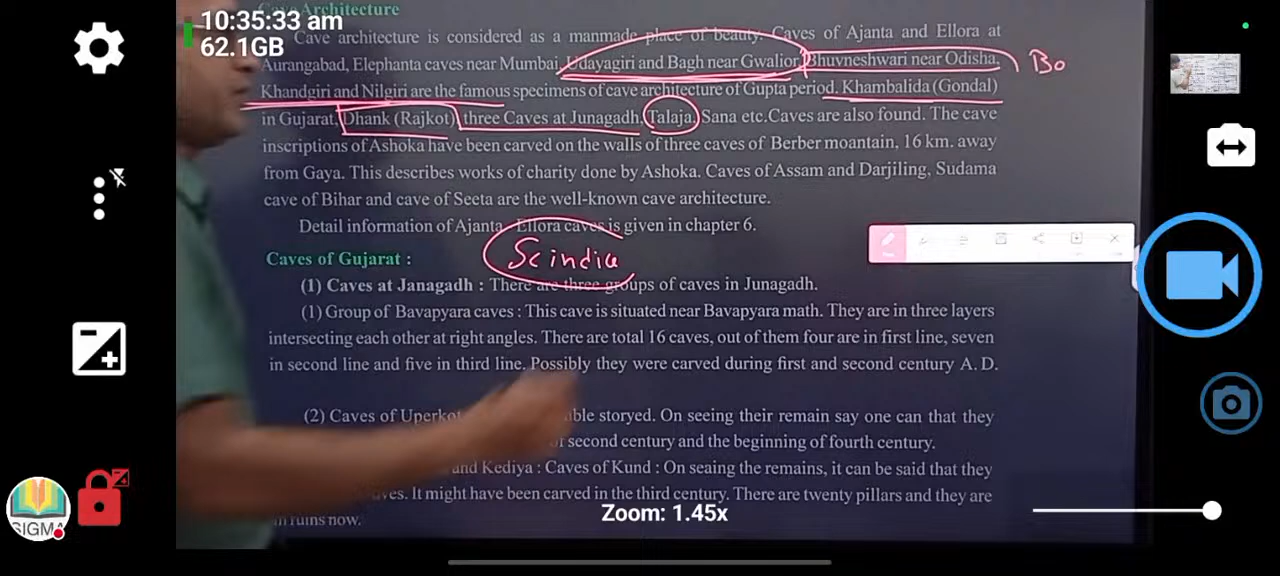 10:35:33 am
62.1GB
Cave Architecture
Cave architecture is considered as a manmade place of beauty. Caves of Ajanta and Ellora at
Aurangabad, Elephanta caves near Mumbai, Udayagiri and Bagh near Gwalior, Bhuvneshwari near Odisha,
Bo
Khandgiri and Nilgiri are the famous specimens of cave architecture of Gupta period. Khambalida (Gondal)
in Gujarat, Dhank (Rajkot) three Caves at Junagadh, Talaja, Sana etc.Caves are also found. The cave
inscriptions of Ashoka have been carved on the walls of three caves of Berber moantain, 16 km. away
from Gaya. This describes works of charity done by Ashoka. Caves of Assam and Darjiling, Sudama
cave of Bihar and cave of Seeta are the well-known cave architecture.
Detail information of Ajanta, Ellora caves is given in chapter 6.
Scindia
Caves of Gujarat :
(1) Caves at Janagadh : There are three groups of caves in Junagadh.
(1) Group of Bavapyara caves : This cave is situated near Bavapyara math. They are in three layers
intersecting each other at right angles. There are total 16 caves, out of them four are in first line, seven
in second line and five in third line. Possibly they were carved during first and second century A.D.
(2) Caves of Uperkot storyed. On seeing their remain say one can that they
second century and the beginning of fourth century.
and Kediya : Caves of Kund : On seaing the remains, it can be said that they
It might have been carved in the third century. There are twenty pillars and they are
in ruins now.
Zoom: 1.45x
SIGMA